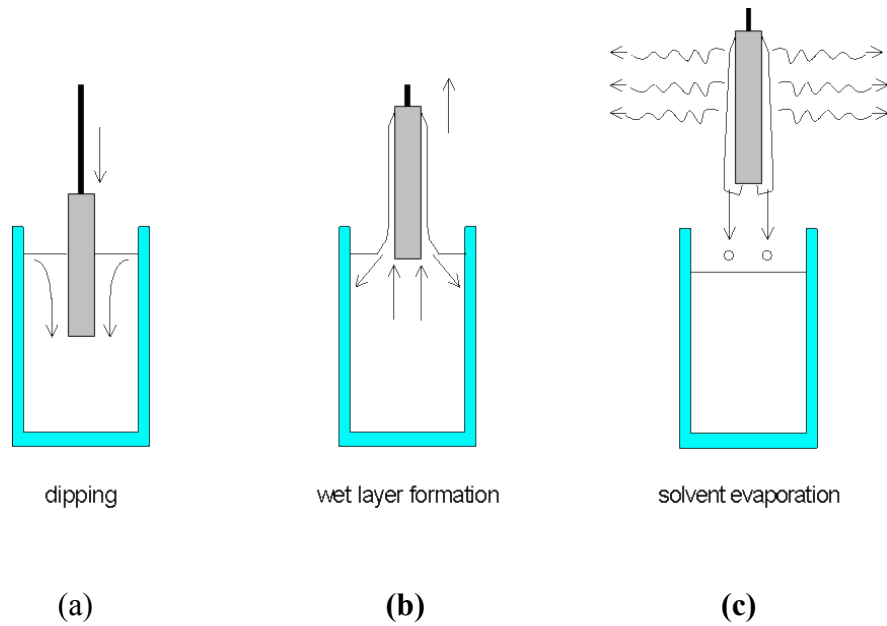 dipping
wet layer formation
solvent evaporation
(a)
(b)
(c)